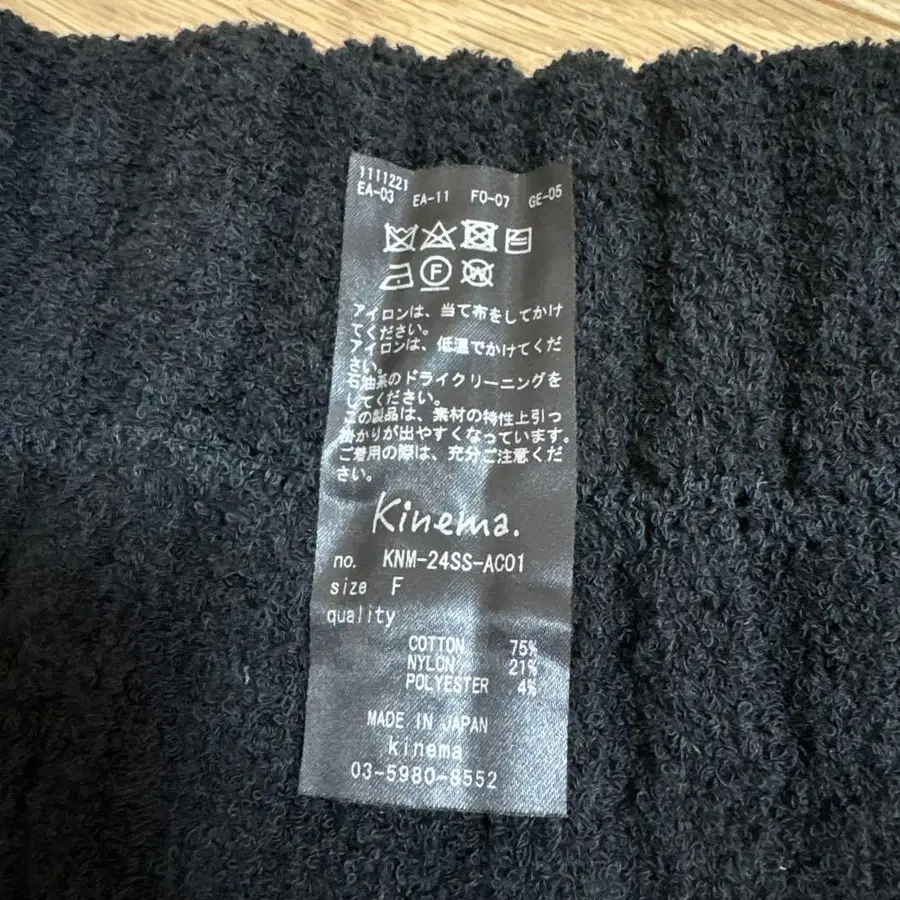 1111221
EA-03 EA-11 FO-07 GE-05
F
W
アイロンは、当て布をしてかけ
てください。
アイロンは、低温でかけてくだ
さい。
石油系のドライクリーニングを
してください。
この製品は、素材の特性上引っ
掛かりが出やすくなっています。
ご着用の際は、充分ご注意くだ
さい。
Kinema.
no. KNM-24SS-AC01
size F
quality
COTTON 75%
NYLON 21%
POLYESTER 4%
MADE IN JAPAN
kinema
03-5980-8552